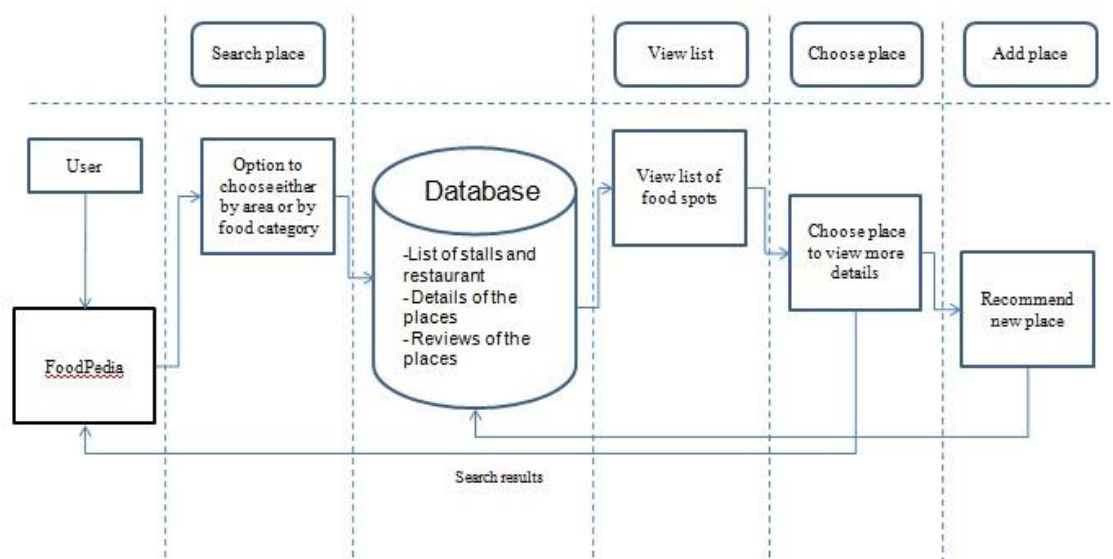 Search place
View list
Choose place
Add place
User
Option to
choose either
by area or by
food category
Database
-List of stalls and
restaurant
-Details of the
places
-Reviews of the
places
View list of
food spots
Choose place
to view more
details
Recommend
new place
FoodPedia
Search results